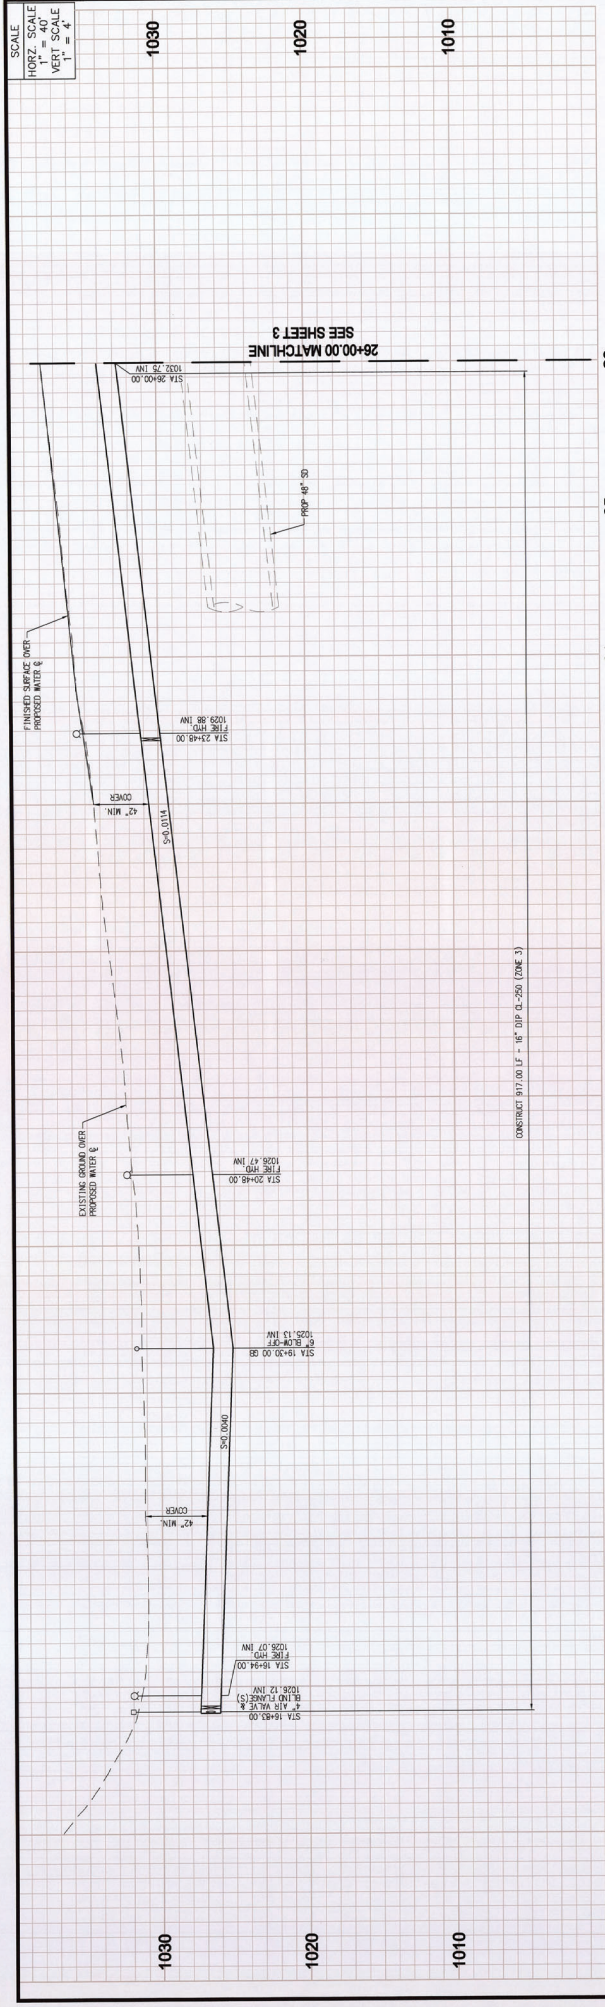 SCALE
HORZ. SCALE
1" = 40'
VERT SCALE
1" = 4'
1030
1020
1010
26+00.00 MATCHLINE
SEE SHEET 3
STA 26+00.00
1032.75 INV
PROP 48" SD
FINISHED SURFACE OVER
PROPOSED WATER ℄
STA 23+48.00
FIRE HYD.
1029.88 INV
42" MIN.
COVER
S=0.0114
CONSTRUCT 917.00 LF - 16" DIP CL-250 (ZONE 3)
EXISTING GROUND OVER
PROPOSED WATER ℄
STA 20+48.00
FIRE HYD.
1026.47 INV
STA 19+30.00 GB
6" BLOW-OFF
1025.13 INV
S=0.0040
42" MIN.
COVER
STA 16+94.00
FIRE HYD.
1026.07 INV
STA 16+83.00
4" AIR VALVE &
BLIND FLANGE(S)
1026.12 INV
1030
1020
1010